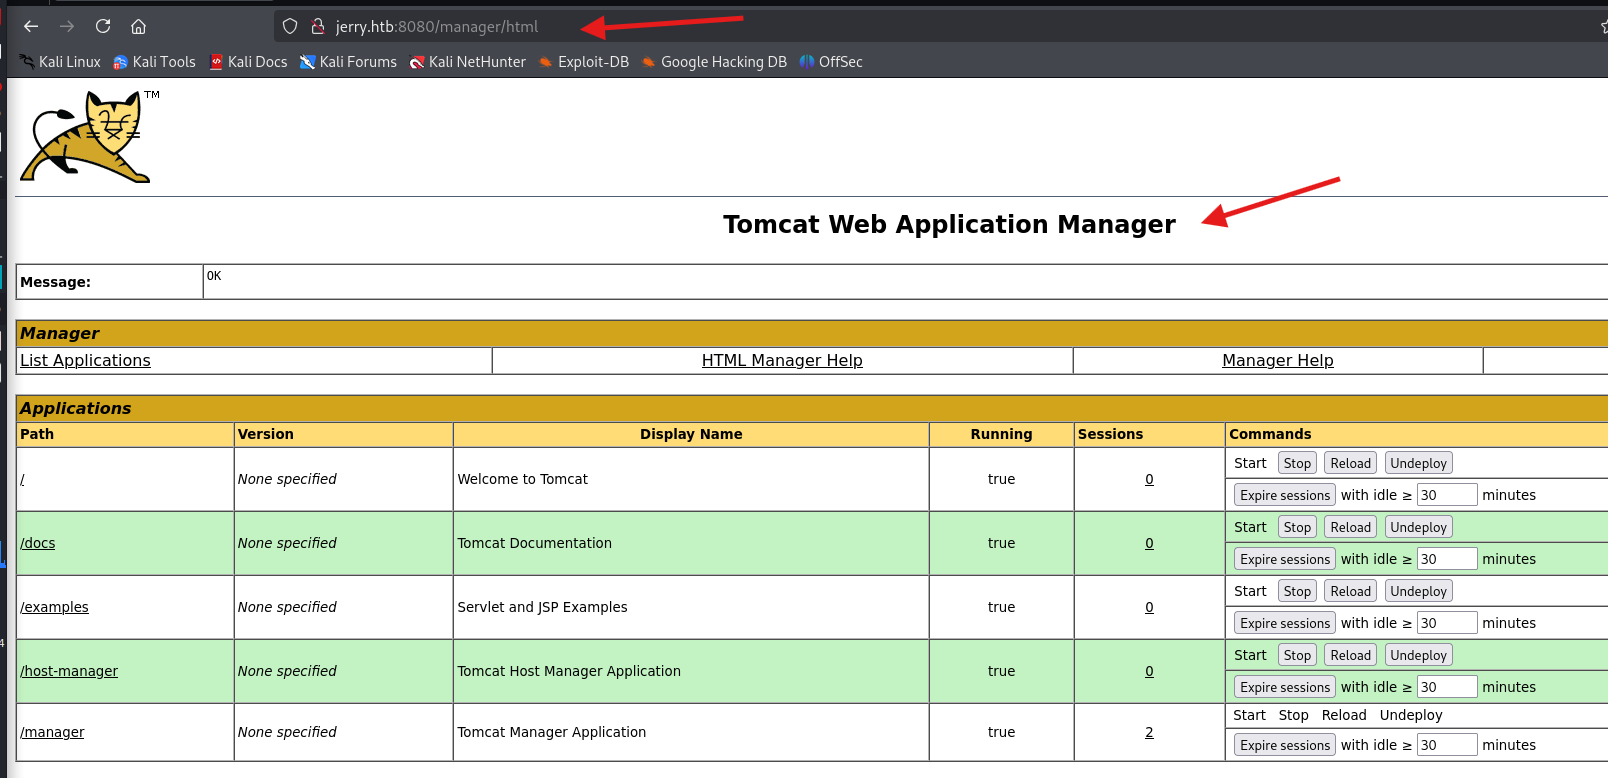 jerry.htb:8080/manager/html
Kali Linux Kali Tools Kali Docs Kali Forums Kali NetHunter Exploit-DB Google Hacking DB OffSec
TM
Tomcat Web Application Manager
Message: OK
Manager
List Applications HTML Manager Help Manager Help
Applications
Path Version Display Name Running Sessions Commands
/ None specified Welcome to Tomcat true 0 Start Stop Reload Undeploy
Expire sessions with idle ≥ 30 minutes
/docs None specified Tomcat Documentation true 0 Start Stop Reload Undeploy
Expire sessions with idle ≥ 30 minutes
/examples None specified Servlet and JSP Examples true 0 Start Stop Reload Undeploy
Expire sessions with idle ≥ 30 minutes
/host-manager None specified Tomcat Host Manager Application true 0 Start Stop Reload Undeploy
Expire sessions with idle ≥ 30 minutes
/manager None specified Tomcat Manager Application true 2 Start Stop Reload Undeploy
Expire sessions with idle ≥ 30 minutes